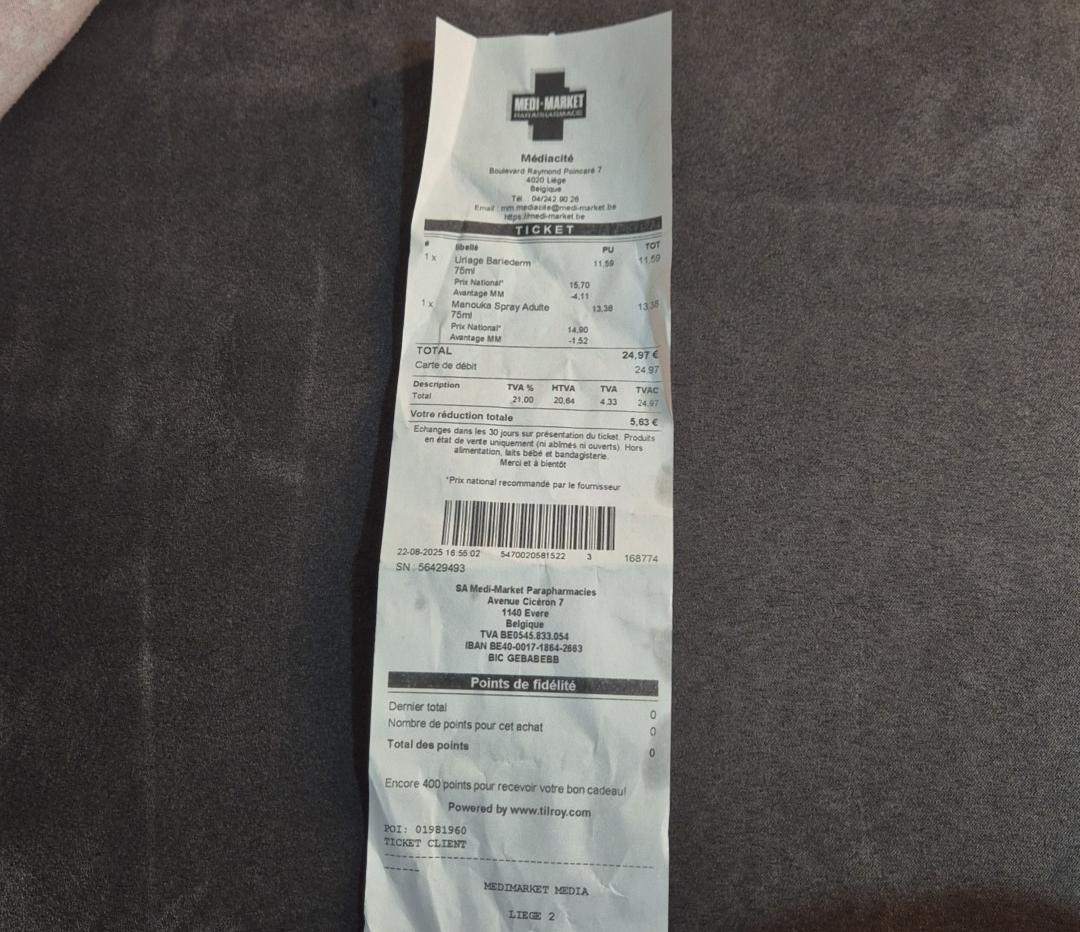 MEDI-MARKET
PARAPHARMACIE
Médiacité
Boulevard Raymond Poincaré 7
4020 Liège
Belgique
Tél. : 04/242 90 26
Email : mm.mediacite@medi-market.be
https://medi-market.be
TICKET
# libellé PU TOT
1 x Uriage Bariederm 11,59 11,59
75ml
Prix National* 15,70
Avantage MM -4,11
1 x Manouka Spray Adulte 13,38 13,38
75ml
Prix National* 14,90
Avantage MM -1,52
TOTAL 24,97 €
Carte de débit 24,97
Description TVA % HTVA TVA TVAC
Total 21,00 20,64 4,33 24,97
Votre réduction totale 5,63 €
Echanges dans les 30 jours sur présentation du ticket. Produits
en état de vente uniquement (ni abîmés ni ouverts). Hors
alimentation, laits bébé et bandagisterie.
Merci et à bientôt
*Prix national recommandé par le fournisseur
22-08-2025 16:55:02 5470020581522 3 168774
SN : 56429493
SA Medi-Market Parapharmacies
Avenue Cicéron 7
1140 Evere
Belgique
TVA BE0545.833.054
IBAN BE40-0017-1864-2663
BIC GEBABEBB
Points de fidélité
Dernier total 0
Nombre de points pour cet achat 0
Total des points 0
Encore 400 points pour recevoir votre bon cadeau!
Powered by www.tilroy.com
POI: 01981960
TICKET CLIENT
MEDIMARKET MEDIA
LIEGE 2